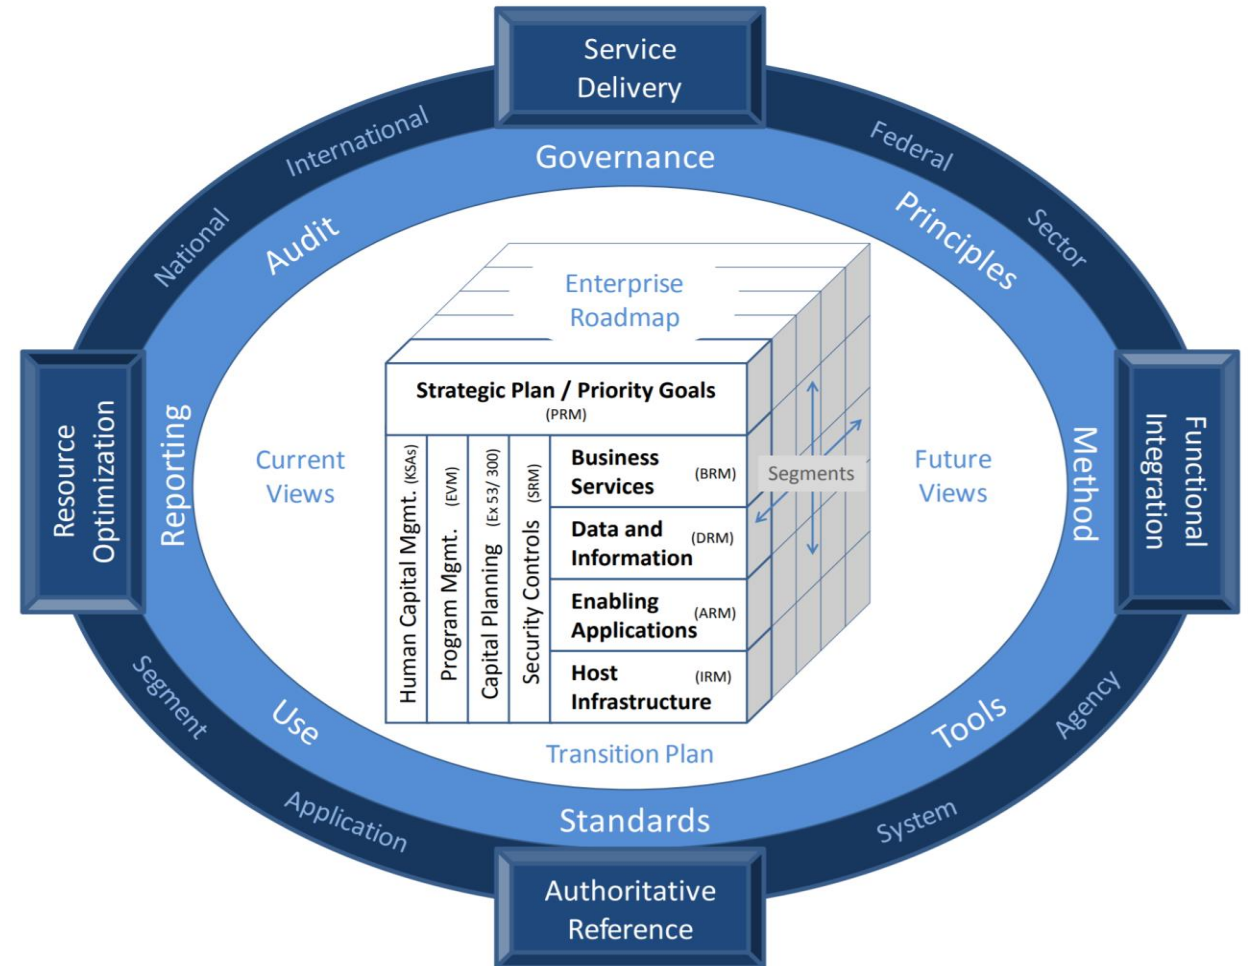 Service
Delivery
International
Federal
Governance
National
Audit
Principles
Sector
Enterprise
Roadmap
Strategic Plan / Priority Goals
(PRM)
Resource
Optimization
Reporting
Current
Views
Human Capital Mgmt. (KSAs)
Program Mgmt. (EVM)
Capital Planning (Ex 53/ 300)
Security Controls (SRM)
Business
Services (BRM)
Data and
Information (DRM)
Enabling
Applications (ARM)
Host
Infrastructure (IRM)
Segments
Future
Views
Method
Functional
Integration
Segment
Use
Transition Plan
Tools
Agency
Application
Standards
System
Authoritative
Reference